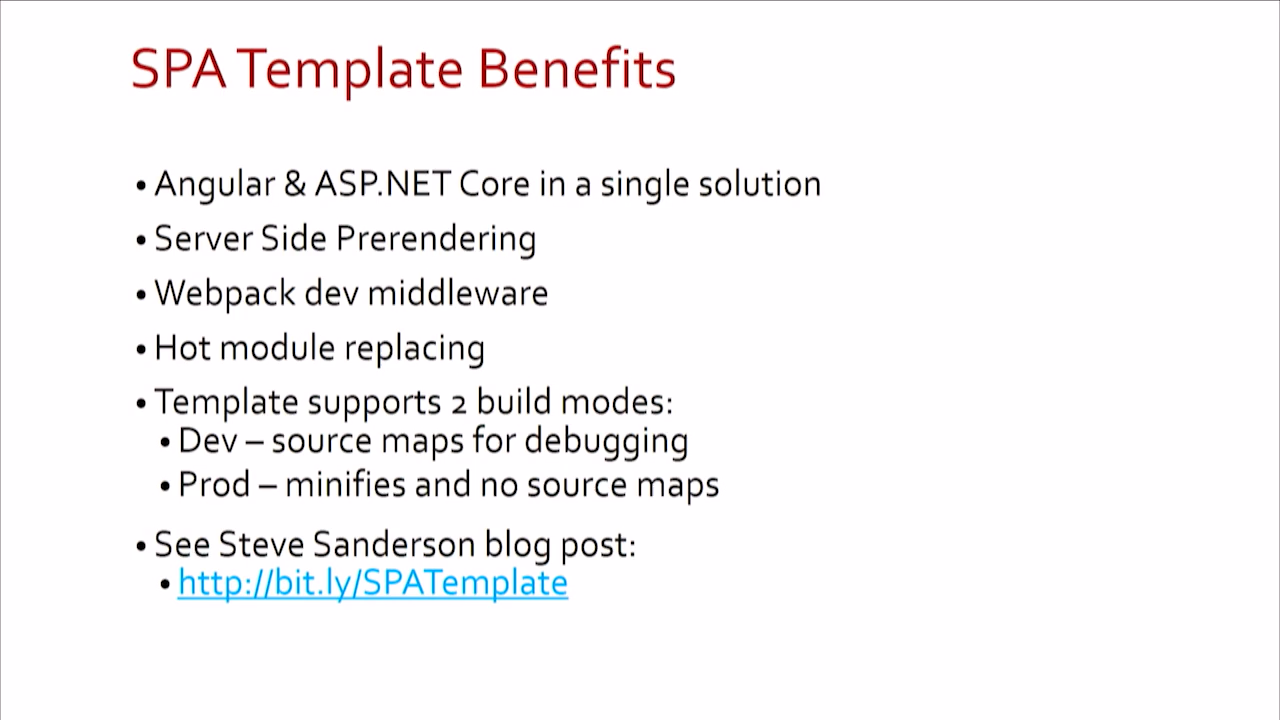 SPA Template Benefits
• Angular & ASP.NET Core in a single solution
• Server Side Prerendering
• Webpack dev middleware
• Hot module replacing
• Template supports 2 build modes:
• Dev – source maps for debugging
• Prod – minifies and no source maps
• See Steve Sanderson blog post:
• http://bit.ly/SPATemplate